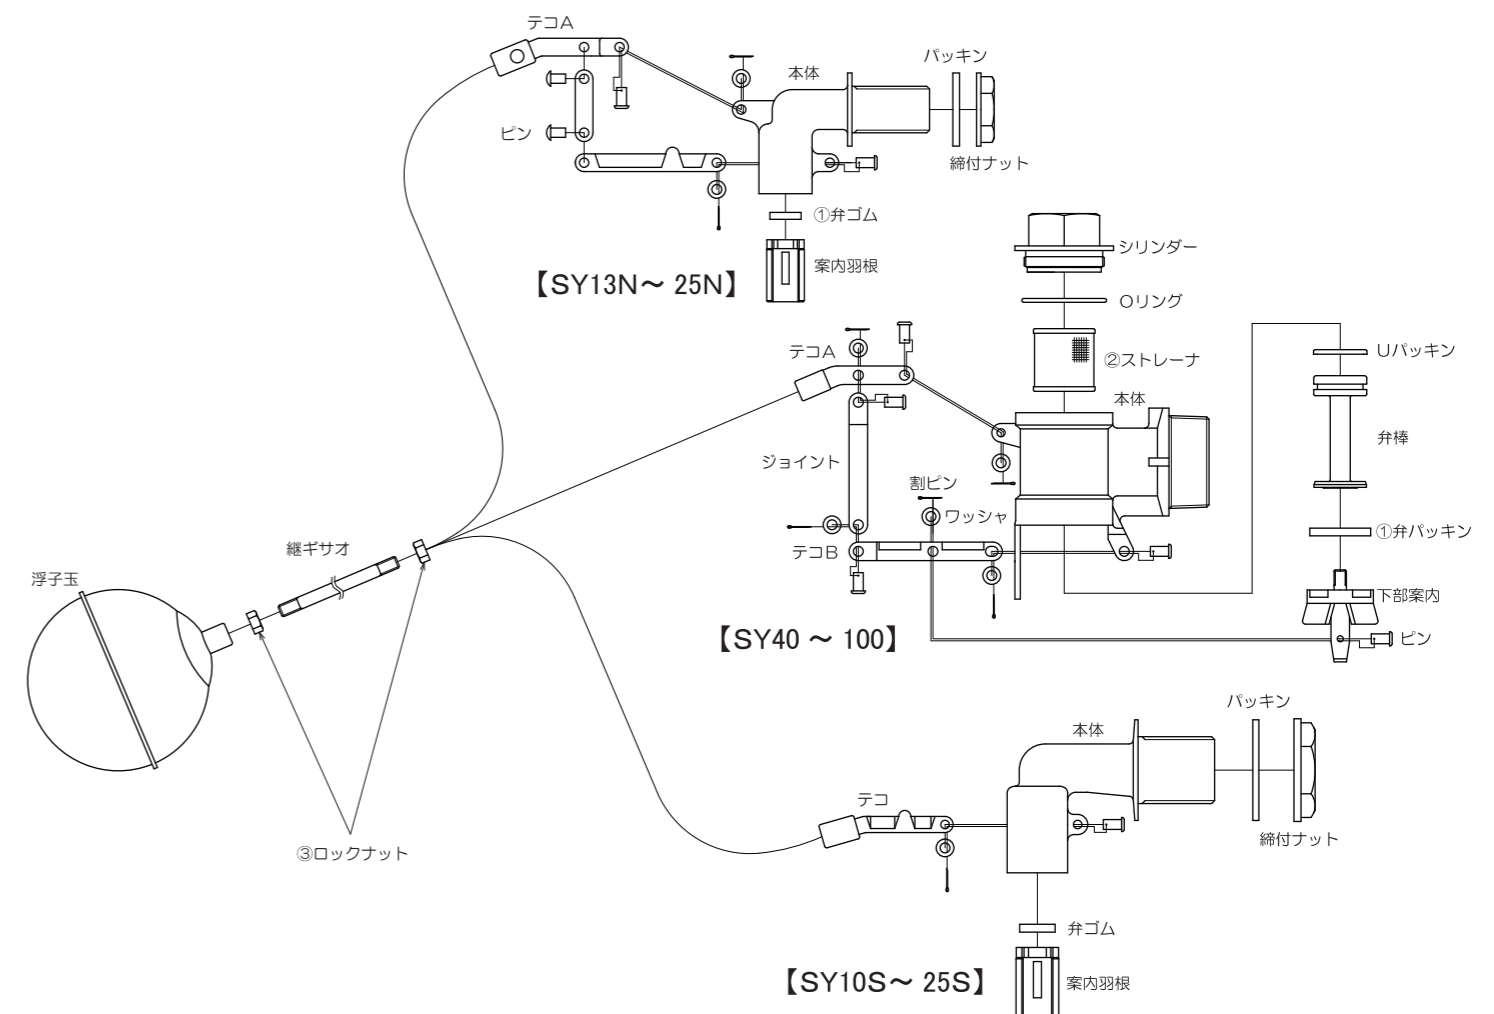 テコA
パッキン
本体
ピン
締付ナット
①弁ゴム
案内羽根
【SY13N～ 25N】
シリンダー
Oリング
テコA
②ストレーナ
Uパッキン
本体
弁棒
ジョイント
割ピン
ワッシャ
①弁パッキン
テコB
継ギサオ
浮子玉
下部案内
【SY40 ～ 100】
ピン
パッキン
本体
テコ
締付ナット
③ロックナット
弁ゴム
【SY10S～ 25S】
案内羽根